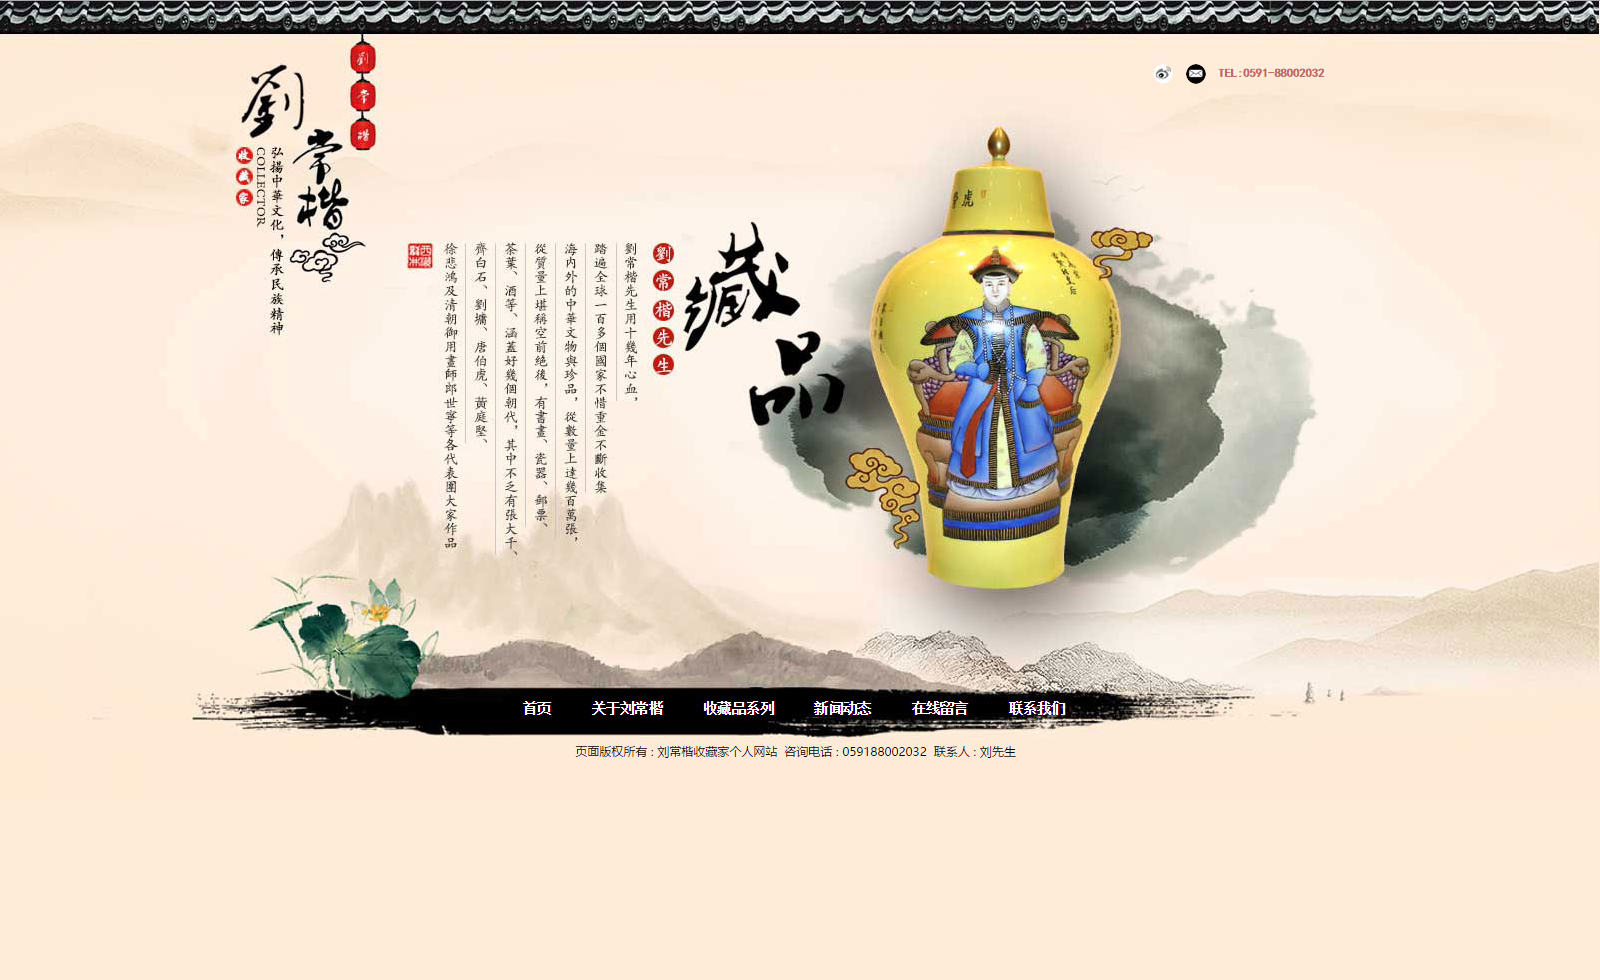 劉
常
楷
劉
常楷
收藏家
COLLECTOR
弘揚中華文化，傳承民族精神
TEL:0591-88002032
藏品
劉常楷先生
劉常楷先生用十幾年心血，
踏遍全球一百多個國家不惜重金不斷收集
海內外的中華文物與珍品，從數量上達幾百萬張，
從質量上堪稱空前絕後，有書畫、瓷器、郵票、
茶葉、酒等、涵蓋好幾個朝代，其中不乏有張大千、
齊白石、劉墉、唐伯虎、黃庭堅、
徐悲鴻及清朝御用畫師郎世寧等各代表團大家作品
虎
首页
关于刘常楷
收藏品系列
新闻动态
在线留言
联系我们
页面版权所有 : 刘常楷收藏家个人网站 咨询电话 : 059188002032 联系人 : 刘先生